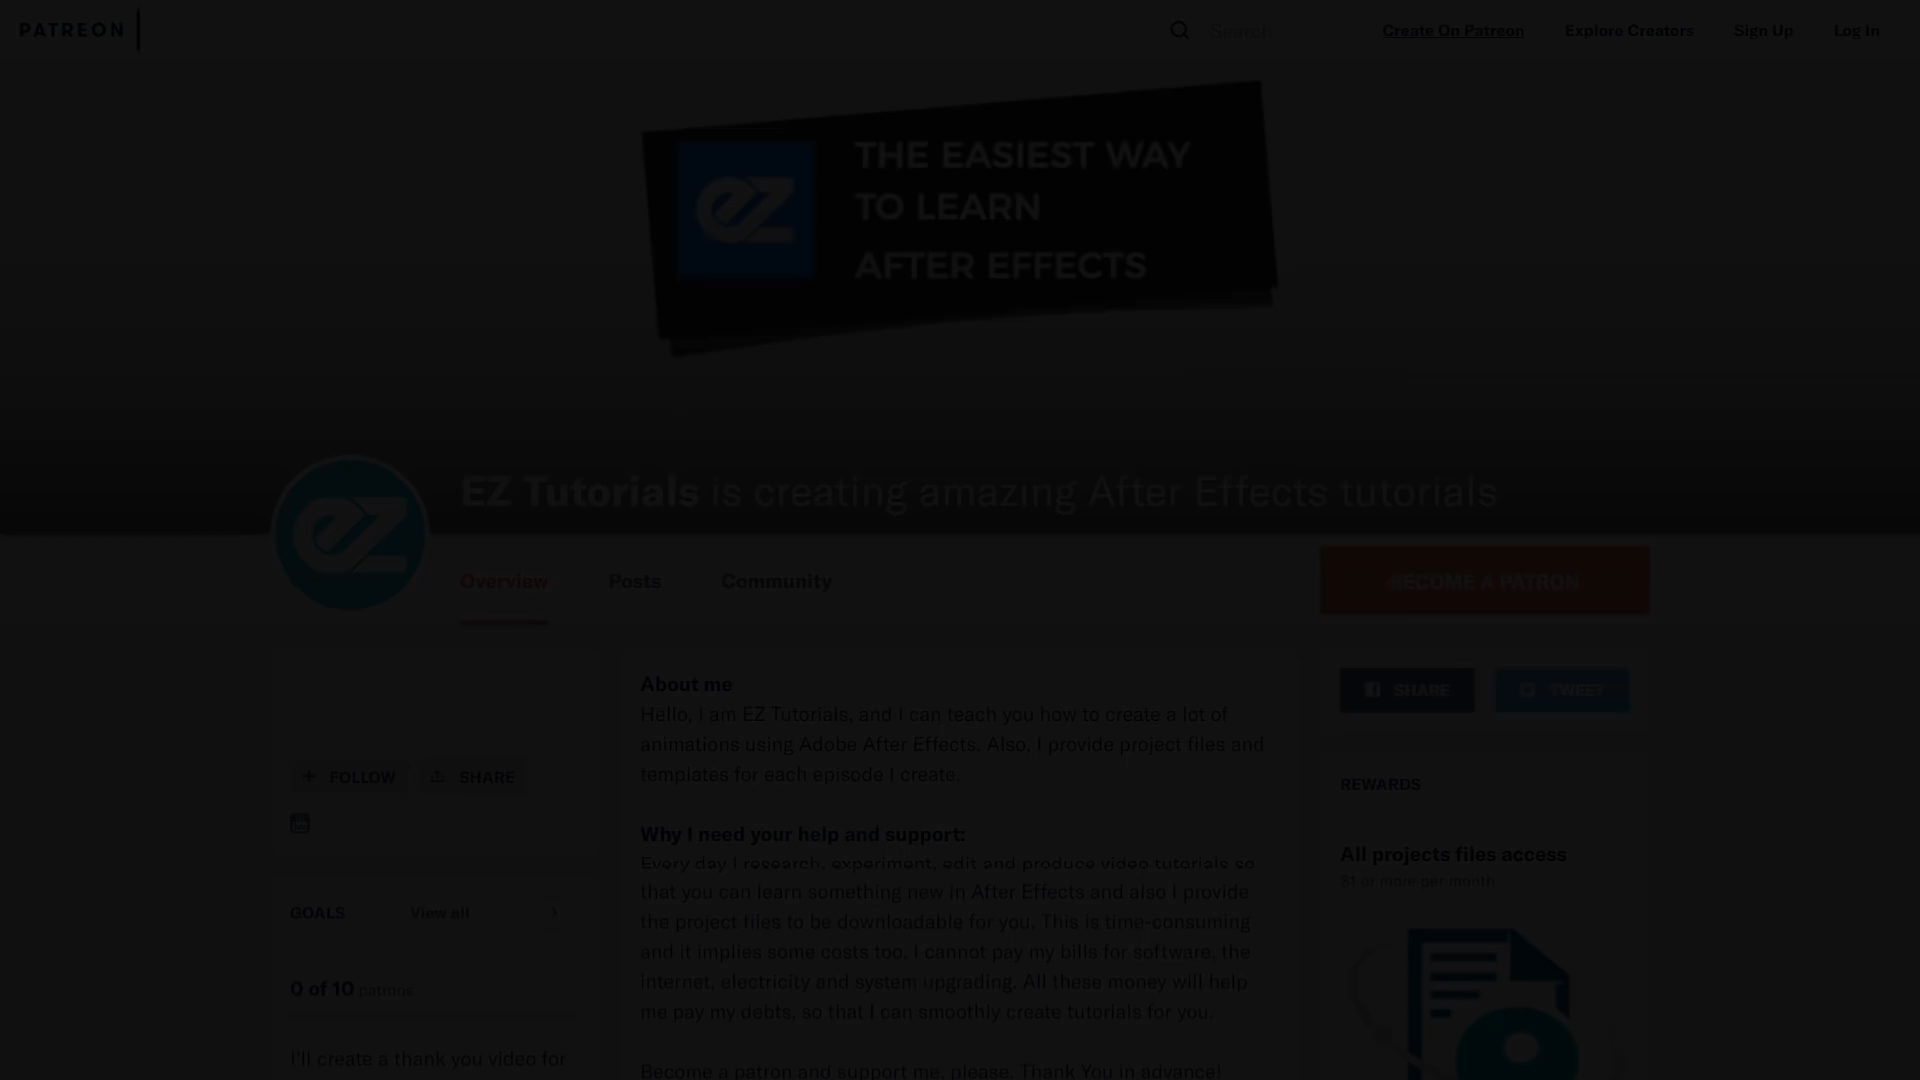 PATREON
Search
Create On Patreon
Explore Creators
Sign Up
Log In
eZ
THE EASIEST WAY
TO LEARN
AFTER EFFECTS
eZ
EZ Tutorials is creating amazing After Effects tutorials
Overview
Posts
Community
BECOME A PATRON
FOLLOW
SHARE
GOALS
View all
0 of 10 patrons
I'll create a thank you video for
About me
Hello, I am EZ Tutorials, and I can teach you how to create a lot of
animations using Adobe After Effects. Also, I provide project files and
templates for each episode I create.
Why I need your help and support:
Every day I research, experiment, edit and produce video tutorials so
that you can learn something new in After Effects and also I provide
the project files to be downloadable for you. This is time-consuming
and it implies some costs too. I cannot pay my bills for software, the
internet, electricity and system upgrading. All these money will help
me pay my debts, so that I can smoothly create tutorials for you.
Become a patron and support me, please. Thank You in advance!
SHARE
TWEET
REWARDS
All projects files access
$1 or more per month